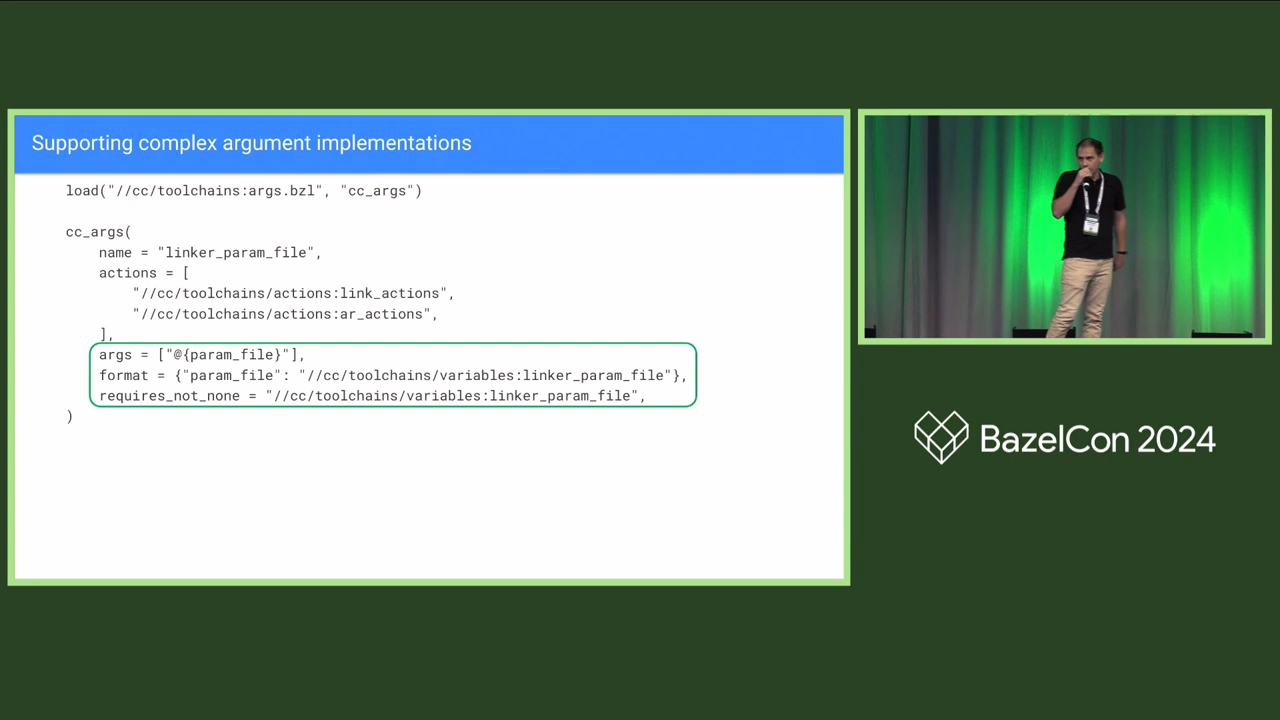 Supporting complex argument implementations
load("//cc/toolchains:args.bzl", "cc_args")
cc_args(
    name = "linker_param_file",
    actions = [
        "//cc/toolchains/actions:link_actions",
        "//cc/toolchains/actions:ar_actions",
    ],
    args = ["@{param_file}"],
    format = {"param_file": "//cc/toolchains/variables:linker_param_file"},
    requires_not_none = "//cc/toolchains/variables:linker_param_file",
)
BazelCon 2024